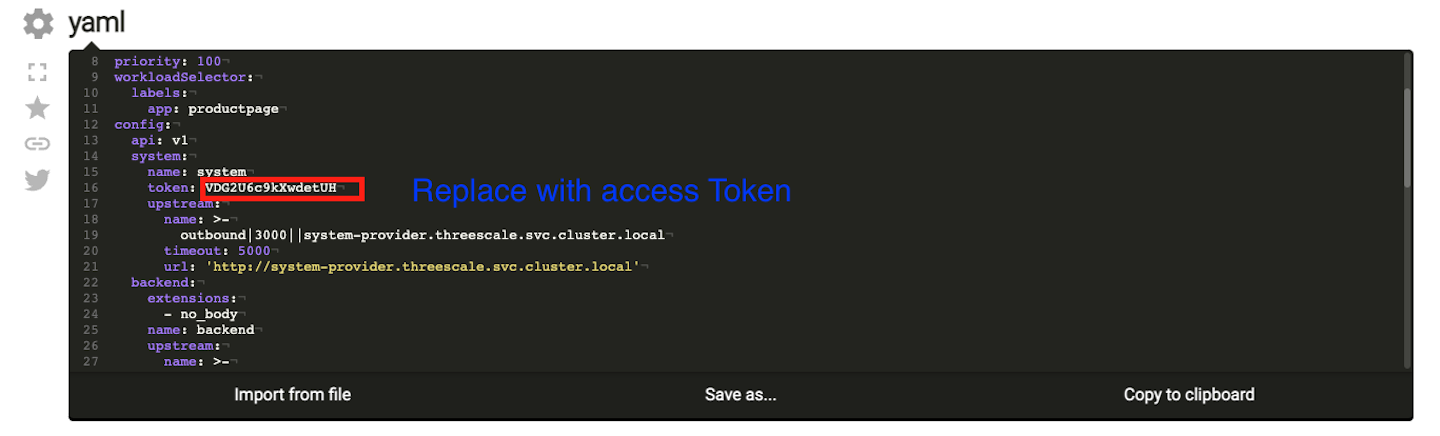 yaml
8 priority: 100¬
9 workloadSelector:¬
10 labels:¬
11 app: productpage¬
12 config:¬
13 api: v1¬
14 system:¬
15 name: system
16 token: VDG2U6c9kXwdetUH¬ Replace with access Token
17 upstream:¬
18 name: >-¬
19 outbound|3000||system-provider.threescale.svc.cluster.local¬
20 timeout: 5000¬
21 url: 'http://system-provider.threescale.svc.cluster.local'¬
22 backend:¬
23 extensions:¬
24 - no_body¬
25 name: backend¬
26 upstream:¬
27 name: >-¬
Import from file Save as... Copy to clipboard